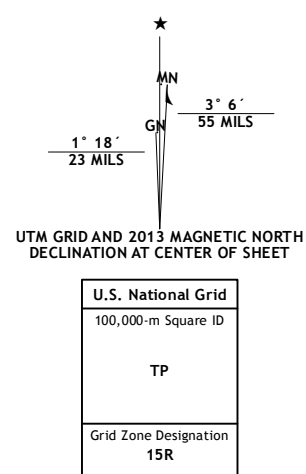 ★
MN
GN
3° 6´
55 MILS
1° 18´
23 MILS
UTM GRID AND 2013 MAGNETIC NORTH
DECLINATION AT CENTER OF SHEET
U.S. National Grid
100,000-m Square ID
TP
Grid Zone Designation
15R